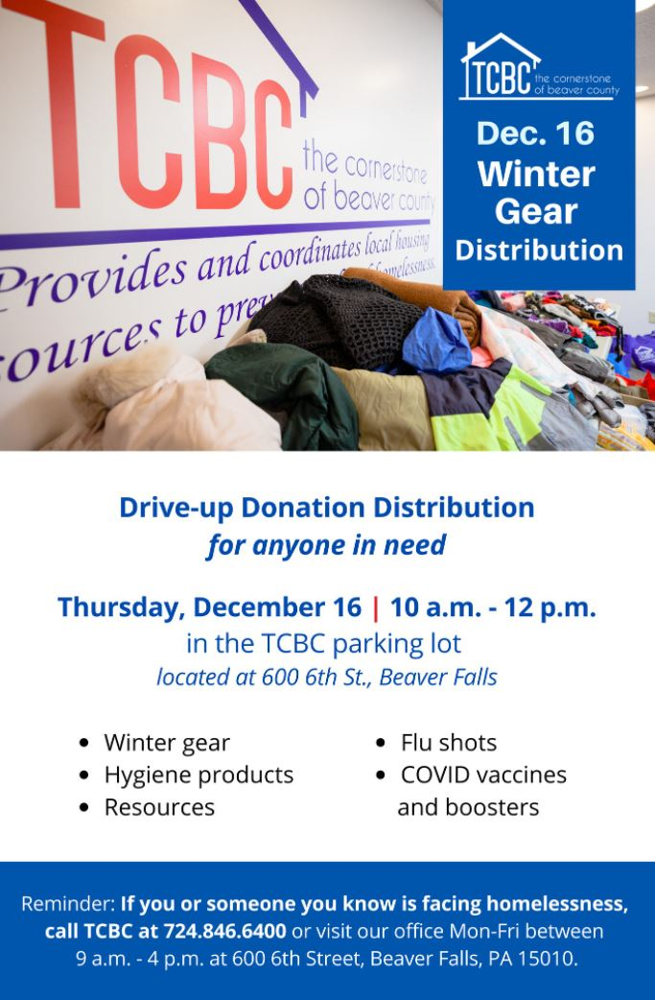 TCBC
the cornerstone
of beaver county
Provides and coordinates local housing
sources to homelessness.
TCBC the cornerstone
of beaver county
Dec. 16
Winter
Gear
Distribution
Drive-up Donation Distribution
for anyone in need
Thursday, December 16 | 10 a.m. - 12 p.m.
in the TCBC parking lot
located at 600 6th St., Beaver Falls
• Winter gear
• Hygiene products
• Resources
• Flu shots
• COVID vaccines
and boosters
Reminder: If you or someone you know is facing homelessness,
call TCBC at 724.846.6400 or visit our office Mon-Fri between
9 a.m. - 4 p.m. at 600 6th Street, Beaver Falls, PA 15010.